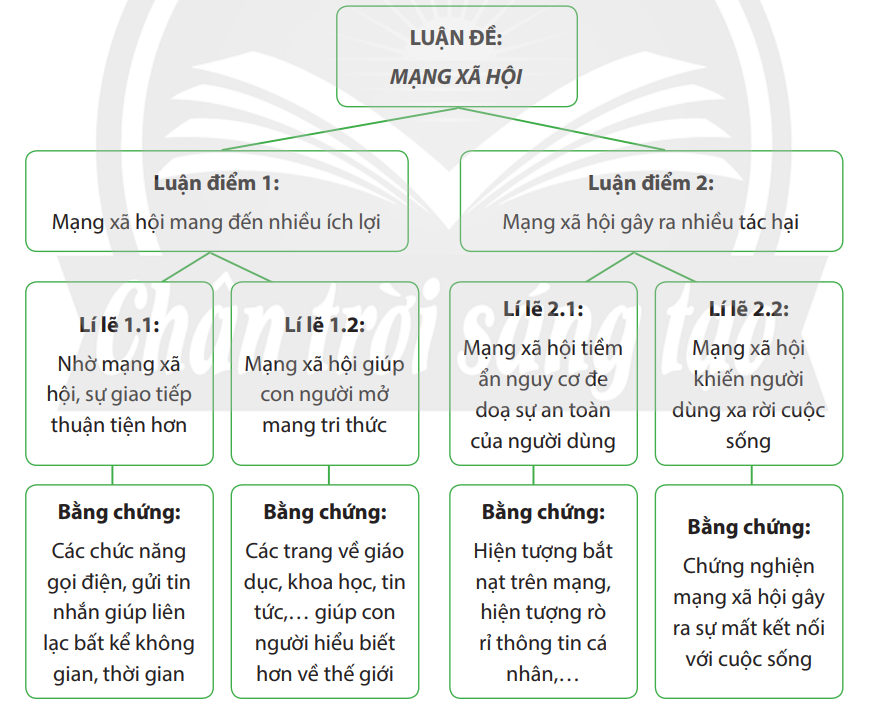 LUẬN ĐỀ:
MẠNG XÃ HỘI
Luận điểm 1:
Mạng xã hội mang đến nhiều ích lợi
Luận điểm 2:
Mạng xã hội gây ra nhiều tác hại
Lí lẽ 1.1:
Nhờ mạng xã
hội, sự giao tiếp
thuận tiện hơn
Lí lẽ 1.2:
Mạng xã hội giúp
con người mở
mang tri thức
Lí lẽ 2.1:
Mạng xã hội tiềm
ẩn nguy cơ đe
doạ sự an toàn
của người dùng
Lí lẽ 2.2:
Mạng xã hội
khiến người
dùng xa rời cuộc
sống
Bằng chứng:
Các chức năng
gọi điện, gửi tin
nhắn giúp liên
lạc bất kể không
gian, thời gian
Bằng chứng:
Các trang về giáo
dục, khoa học, tin
tức,… giúp con
người hiểu biết
hơn về thế giới
Bằng chứng:
Hiện tượng bắt
nạt trên mạng,
hiện tượng rò
rỉ thông tin cá
nhân,…
Bằng chứng:
Chứng nghiện
mạng xã hội gây
ra sự mất kết nối
với cuộc sống
Chân trời sáng tạo